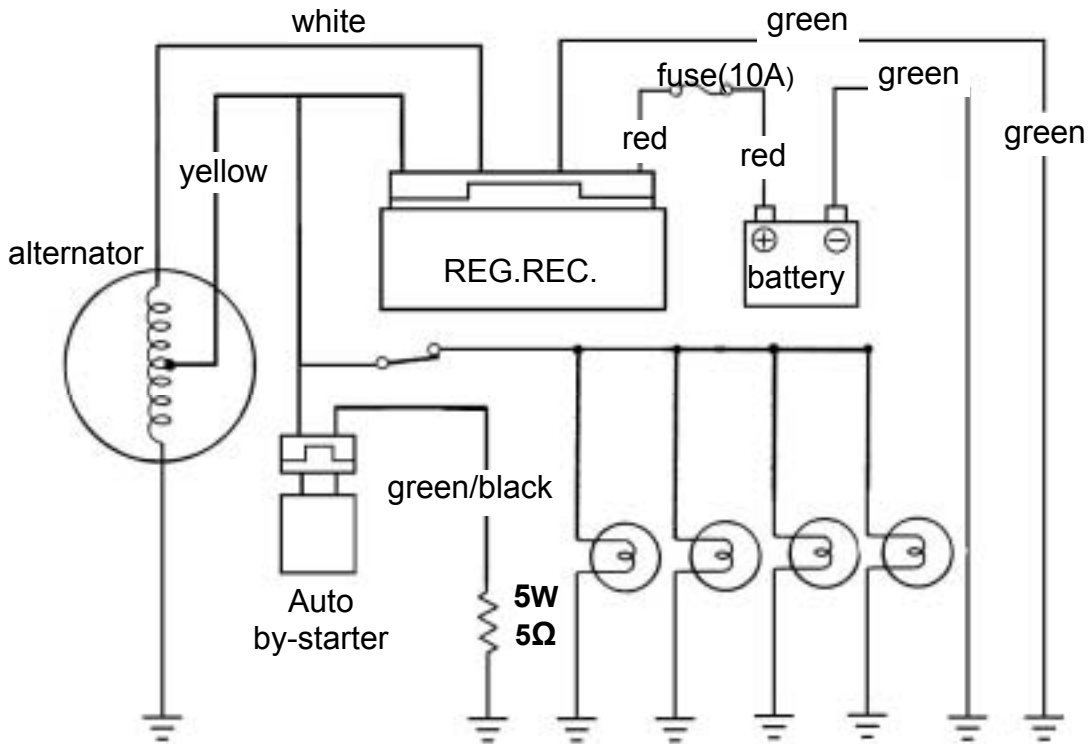 white
green
fuse(10A)
green
red
red
green
yellow
alternator
REG.REC.
battery
green/black
Auto
by-starter
5W
5Ω